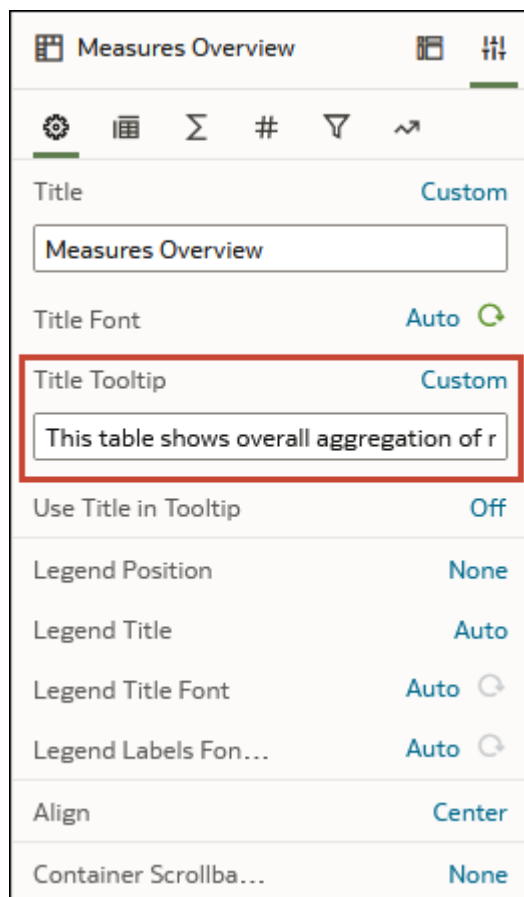 Measures Overview
Title Custom
Measures Overview
Title Font Auto
Title Tooltip Custom
This table shows overall aggregation of r
Use Title in Tooltip Off
Legend Position None
Legend Title Auto
Legend Title Font Auto
Legend Labels Fon... Auto
Align Center
Container Scrollba... None